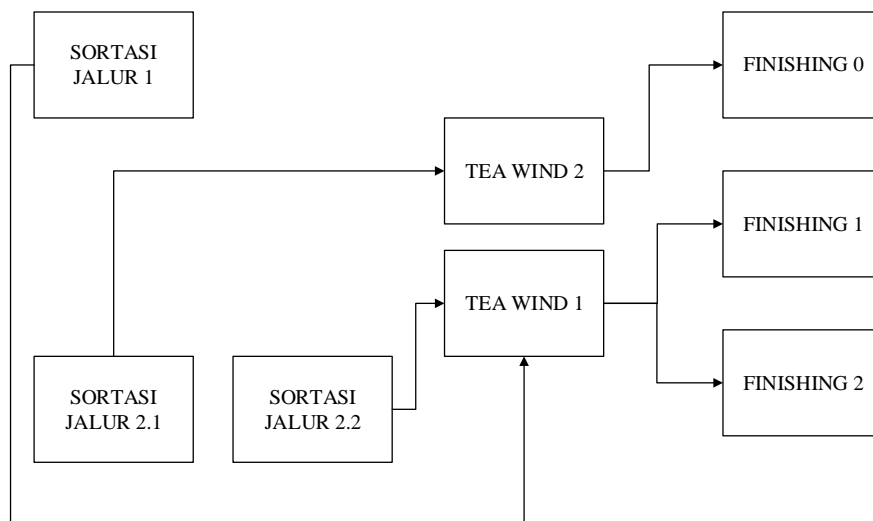 SORTASI
JALUR 1
FINISHING 0
TEA WIND 2
FINISHING 1
TEA WIND 1
SORTASI
JALUR 2.1
SORTASI
JALUR 2.2
FINISHING 2